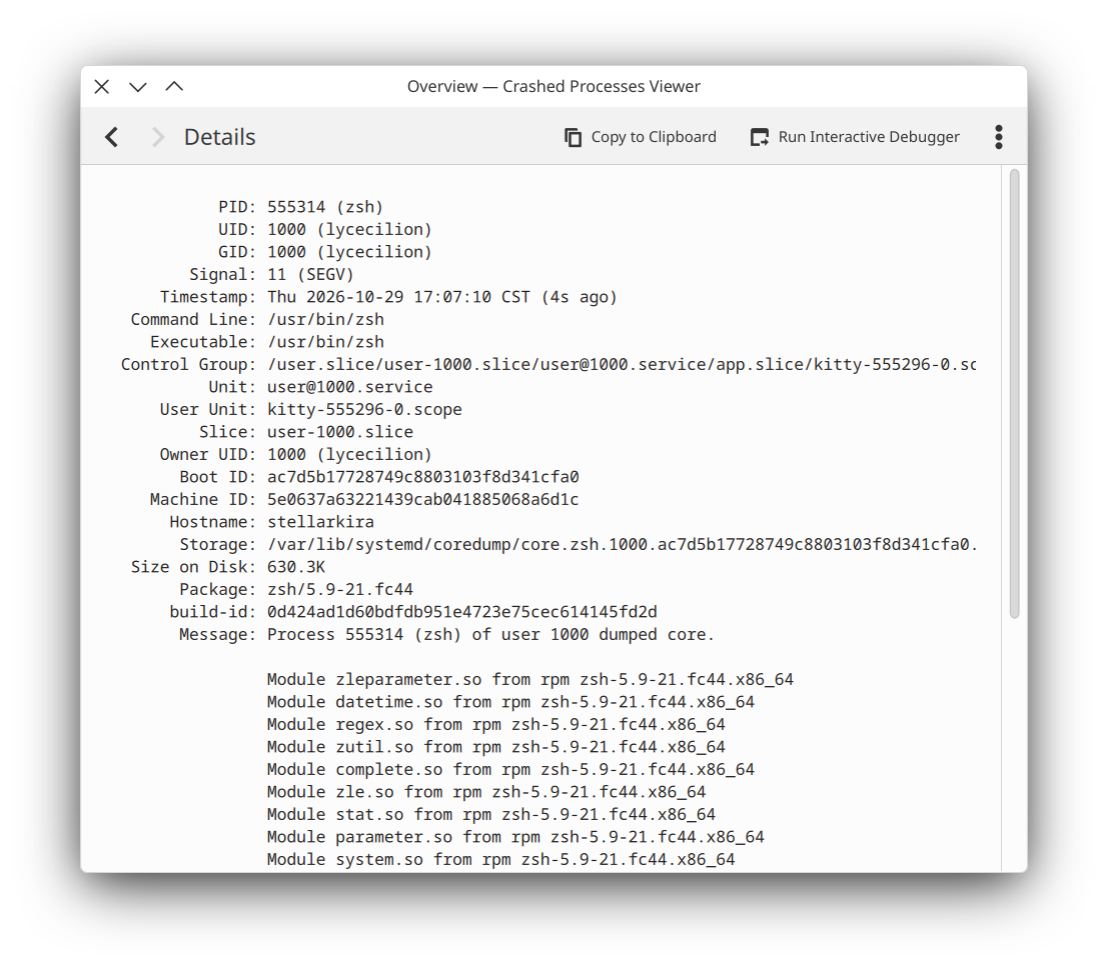 Overview — Crashed Processes Viewer
Details
Copy to Clipboard
Run Interactive Debugger
PID: 555314 (zsh)
UID: 1000 (lycecilion)
GID: 1000 (lycecilion)
Signal: 11 (SEGV)
Timestamp: Thu 2026-10-29 17:07:10 CST (4s ago)
Command Line: /usr/bin/zsh
Executable: /usr/bin/zsh
Control Group: /user.slice/user-1000.slice/user@1000.service/app.slice/kitty-555296-0.sc
Unit: user@1000.service
User Unit: kitty-555296-0.scope
Slice: user-1000.slice
Owner UID: 1000 (lycecilion)
Boot ID: ac7d5b17728749c8803103f8d341cfa0
Machine ID: 5e0637a63221439cab041885068a6d1c
Hostname: stellarkira
Storage: /var/lib/systemd/coredump/core.zsh.1000.ac7d5b17728749c8803103f8d341cfa0.
Size on Disk: 630.3K
Package: zsh/5.9-21.fc44
build-id: 0d424ad1d60bdfdb951e4723e75cec614145fd2d
Message: Process 555314 (zsh) of user 1000 dumped core.
Module zleparameter.so from rpm zsh-5.9-21.fc44.x86_64
Module datetime.so from rpm zsh-5.9-21.fc44.x86_64
Module regex.so from rpm zsh-5.9-21.fc44.x86_64
Module zutil.so from rpm zsh-5.9-21.fc44.x86_64
Module complete.so from rpm zsh-5.9-21.fc44.x86_64
Module zle.so from rpm zsh-5.9-21.fc44.x86_64
Module stat.so from rpm zsh-5.9-21.fc44.x86_64
Module parameter.so from rpm zsh-5.9-21.fc44.x86_64
Module system.so from rpm zsh-5.9-21.fc44.x86_64